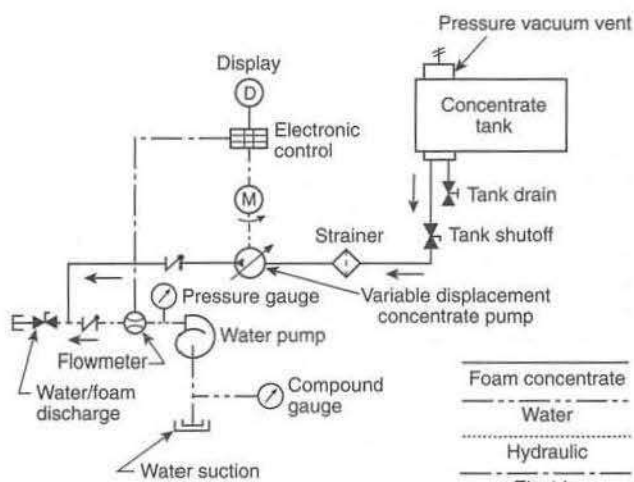 Pressure vacuum vent
Display
D
Concentrate
tank
Electronic
control
M
Tank drain
Strainer
Tank shutoff
Pressure gauge
Variable displacement
concentrate pump
Water pump
Flowmeter
Water/foam
discharge
Compound
gauge
Water suction
Foam concentrate
Water
Hydraulic